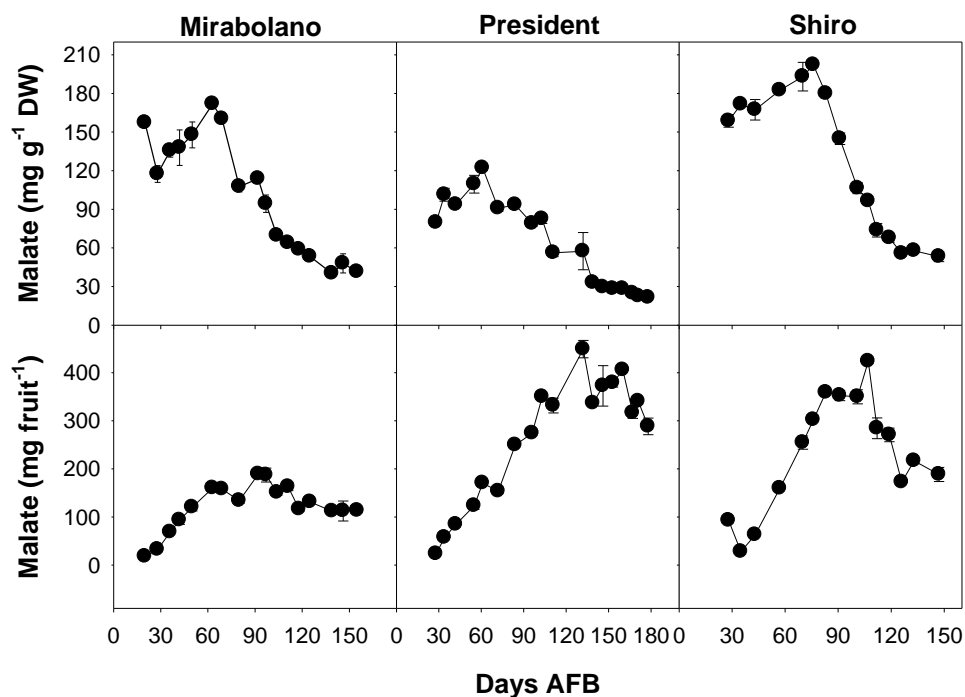 Mirabolano President Shiro
Malate (mg g-1 DW)
210
180
150
120
90
60
30
0
Malate (mg fruit-1)
400
300
200
100
0
0 30 60 90 120 150 0 30 60 90 120 150 180 0 30 60 90 120 150
Days AFB